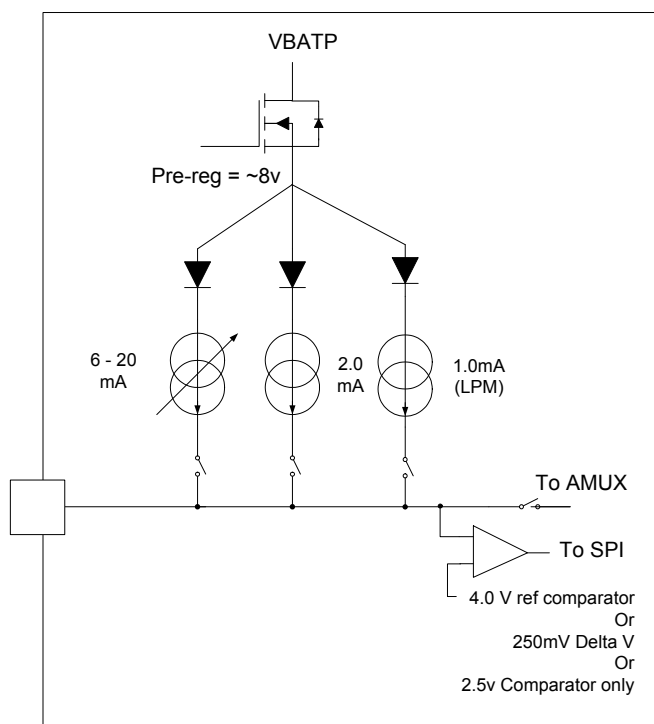 VBATP
Pre-reg = ~8v
6 - 20
mA
2.0
mA
1.0mA
(LPM)
To AMUX
To SPI
4.0 V ref comparator
Or
250mV Delta V
Or
2.5v Comparator only